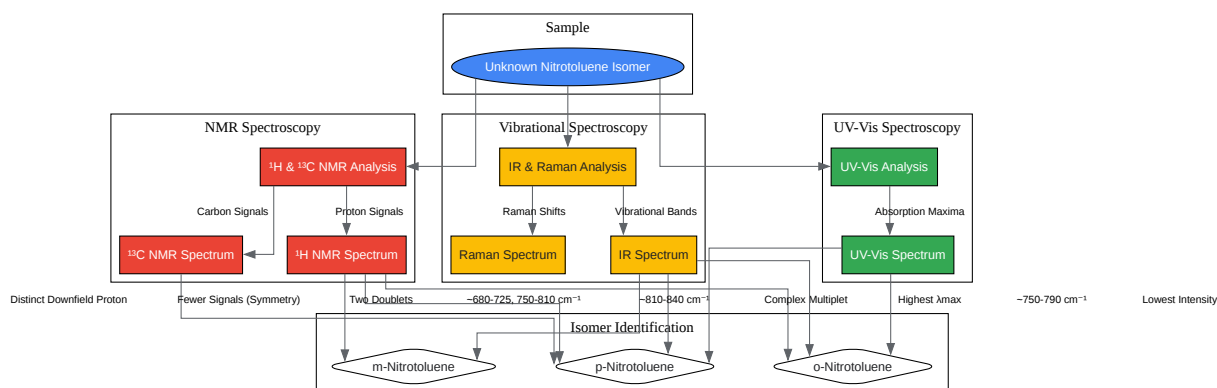 Sample
Unknown Nitrotoluene Isomer
NMR Spectroscopy
Vibrational Spectroscopy
UV-Vis Spectroscopy
¹H & ¹³C NMR Analysis
IR & Raman Analysis
UV-Vis Analysis
Carbon Signals
Proton Signals
Raman Shifts
Vibrational Bands
Absorption Maxima
¹³C NMR Spectrum
¹H NMR Spectrum
Raman Spectrum
IR Spectrum
UV-Vis Spectrum
Distinct Downfield Proton
Fewer Signals (Symmetry)
Two Doublets
~680-725, 750-810 cm⁻¹
~810-840 cm⁻¹
Complex Multiplet
Highest λmax
~750-790 cm⁻¹
Lowest Intensity
Isomer Identification
m-Nitrotoluene
p-Nitrotoluene
o-Nitrotoluene